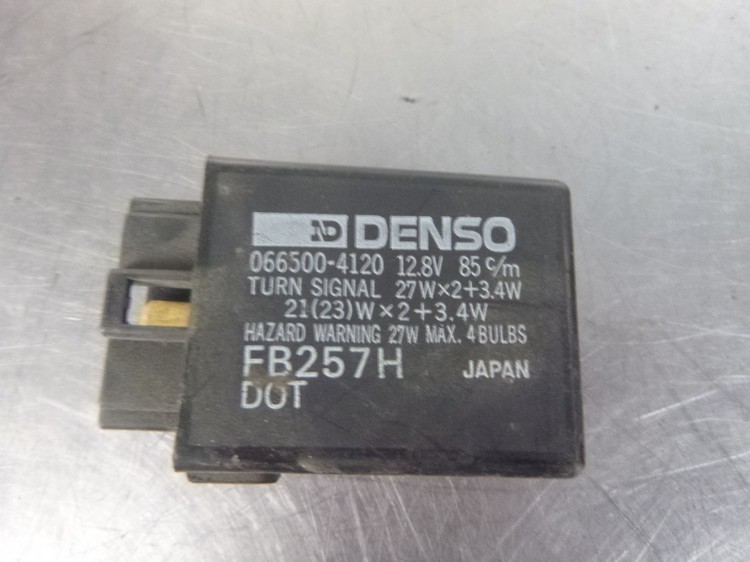 ND DENSO
066500-4120 12.8V 85 c/m
TURN SIGNAL 27W×2+3.4W
21(23)W×2+3.4W
HAZARD WARNING 27W MAX. 4BULBS
FB257H JAPAN
DOT